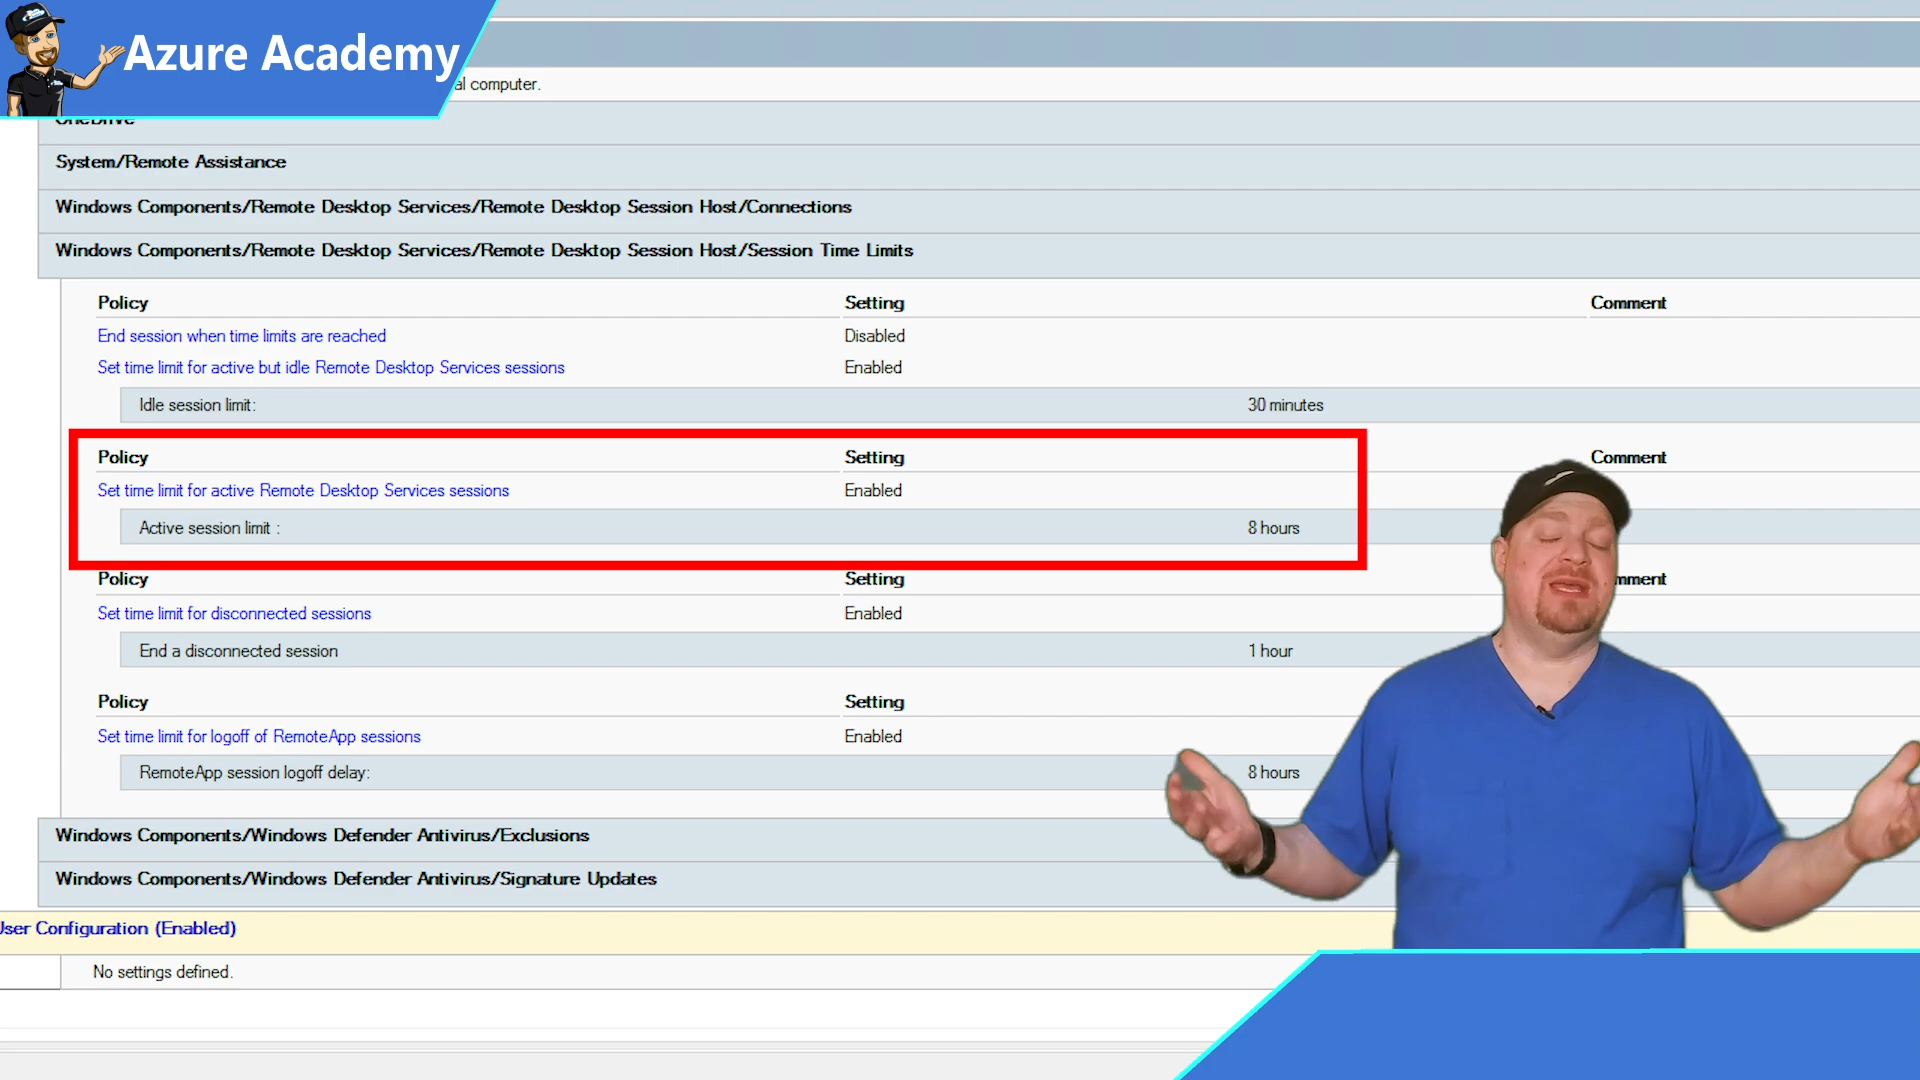 Azure Academy
al computer.
OneDrive
System/Remote Assistance
Windows Components/Remote Desktop Services/Remote Desktop Session Host/Connections
Windows Components/Remote Desktop Services/Remote Desktop Session Host/Session Time Limits
Policy Setting Comment
End session when time limits are reached Disabled
Set time limit for active but idle Remote Desktop Services sessions Enabled
Idle session limit: 30 minutes
Policy Setting Comment
Set time limit for active Remote Desktop Services sessions Enabled
Active session limit : 8 hours
Policy Setting mment
Set time limit for disconnected sessions Enabled
End a disconnected session 1 hour
Policy Setting
Set time limit for logoff of RemoteApp sessions Enabled
RemoteApp session logoff delay: 8 hours
Windows Components/Windows Defender Antivirus/Exclusions
Windows Components/Windows Defender Antivirus/Signature Updates
User Configuration (Enabled)
No settings defined.